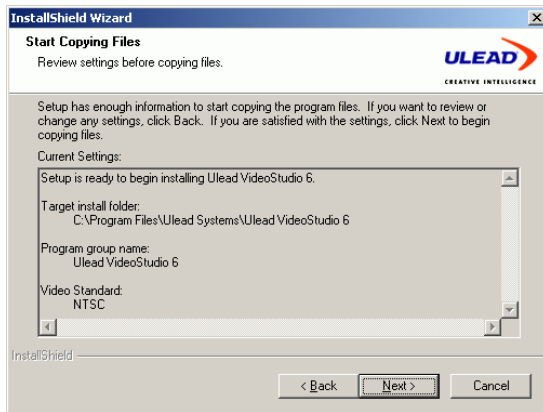 InstallShield Wizard
Start Copying Files
Review settings before copying files.
ULEAD
CREATIVE INTELLIGENCE
Setup has enough information to start copying the program files. If you want to review or
change any settings, click Back. If you are satisfied with the settings, click Next to begin
copying files.
Current Settings:
Setup is ready to begin installing Ulead VideoStudio 6.
Target install folder:
C:\Program Files\Ulead Systems\Ulead VideoStudio 6
Program group name:
Ulead VideoStudio 6
Video Standard:
NTSC
InstallShield
< Back
Next >
Cancel